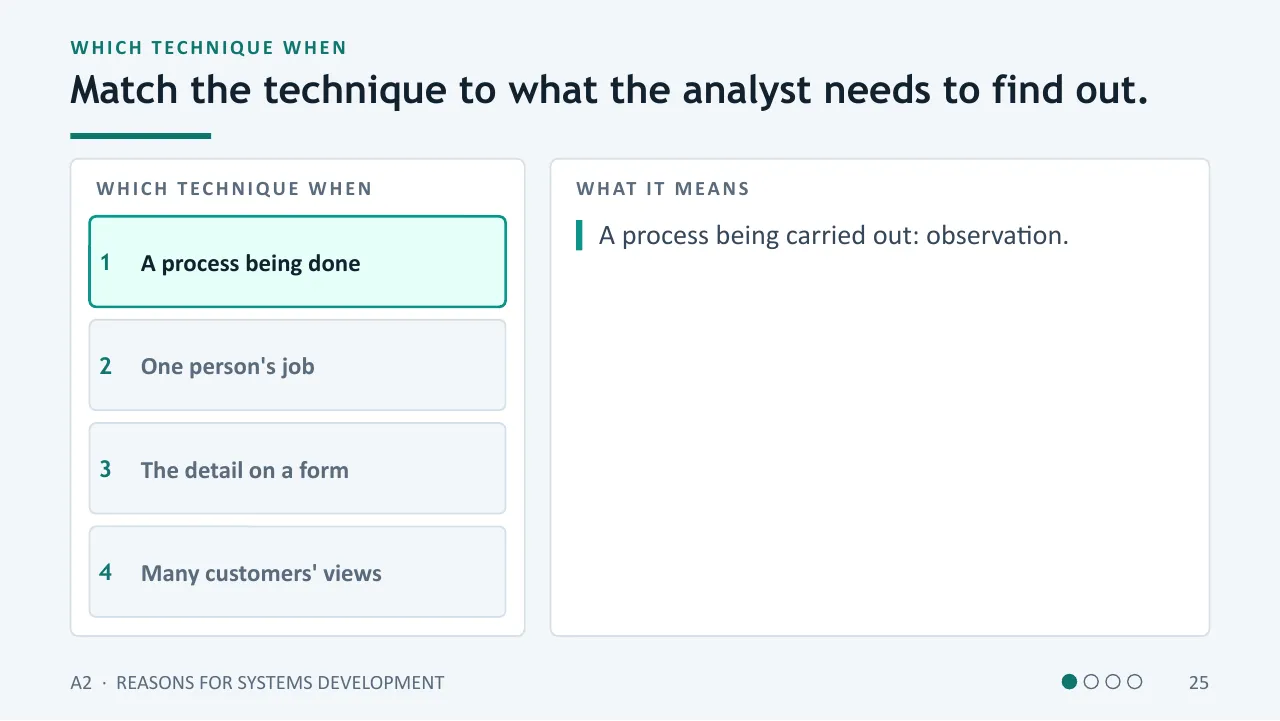 WHICH TECHNIQUE WHEN
Match the technique to what the analyst needs to find out.
WHICH TECHNIQUE WHEN
1 A process being done
2 One person's job
3 The detail on a form
4 Many customers' views
WHAT IT MEANS
A process being carried out: observation.
A2 · REASONS FOR SYSTEMS DEVELOPMENT
25